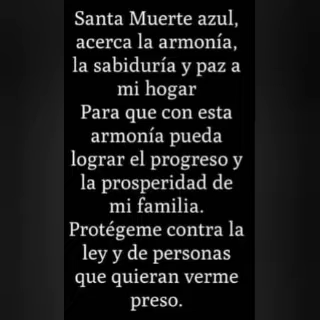 Santa Muerte azul,
acerca la armonía,
la sabiduría y paz a
mi hogar
Para que con esta
armonía pueda
lograr el progreso y
la prosperidad de
mi familia.
Protégeme contra la
ley y de personas
que quieran verme
preso.